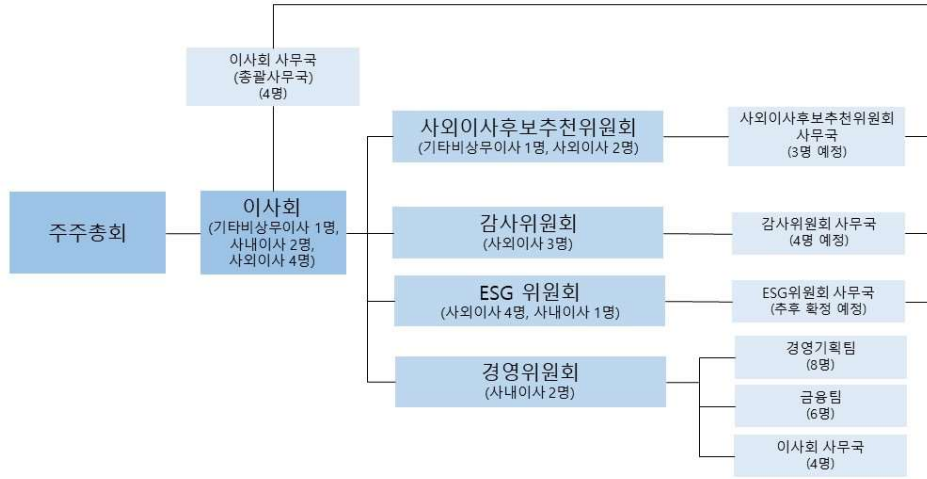 이사회 사무국
(총괄사무국)
(4명)
사외이사후보추천위원회
(기타비상무이사 1명, 사외이사 2명)
사외이사후보추천위원회
사무국
(3명 예정)
주주총회
이사회
(기타비상무이사 1명,
사내이사 2명,
사외이사 4명)
감사위원회
(사외이사 3명)
감사위원회 사무국
(4명 예정)
ESG 위원회
(사외이사 4명, 사내이사 1명)
ESG위원회 사무국
(추후 확정 예정)
경영위원회
(사내이사 2명)
경영기획팀
(8명)
금융팀
(6명)
이사회 사무국
(4명)